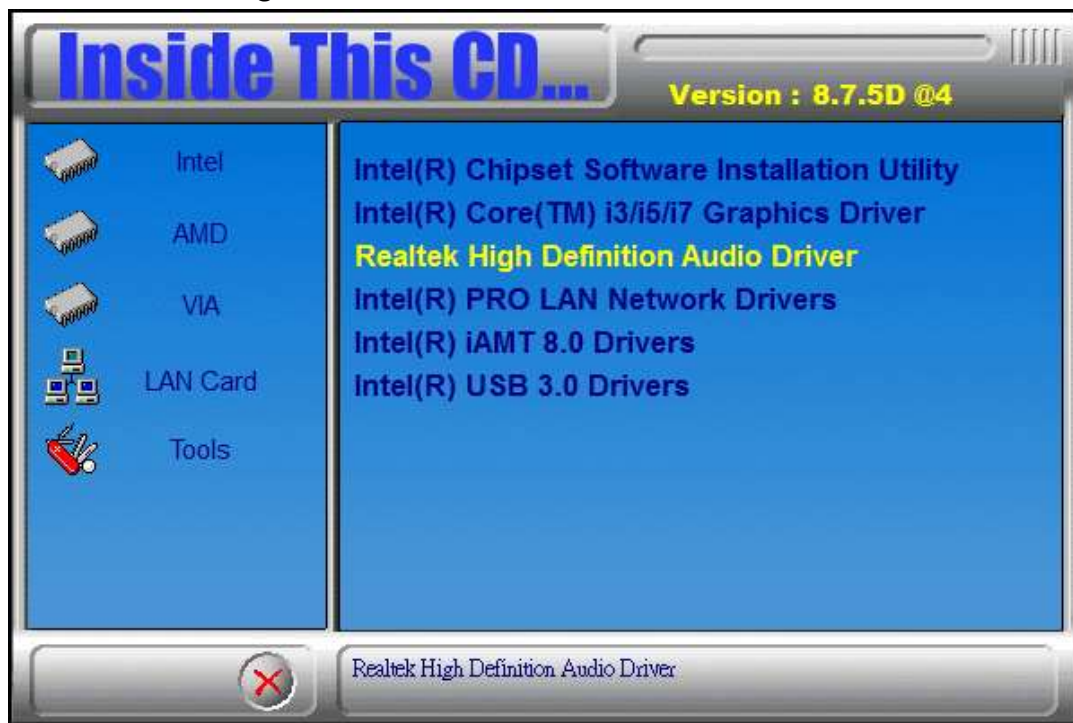 Inside This CD...
Version : 8.7.5D @4
Intel
AMD
VIA
LAN Card
Tools
Intel(R) Chipset Software Installation Utility
Intel(R) Core(TM) i3/i5/i7 Graphics Driver
Realtek High Definition Audio Driver
Intel(R) PRO LAN Network Drivers
Intel(R) iAMT 8.0 Drivers
Intel(R) USB 3.0 Drivers
Realtek High Definition Audio Driver